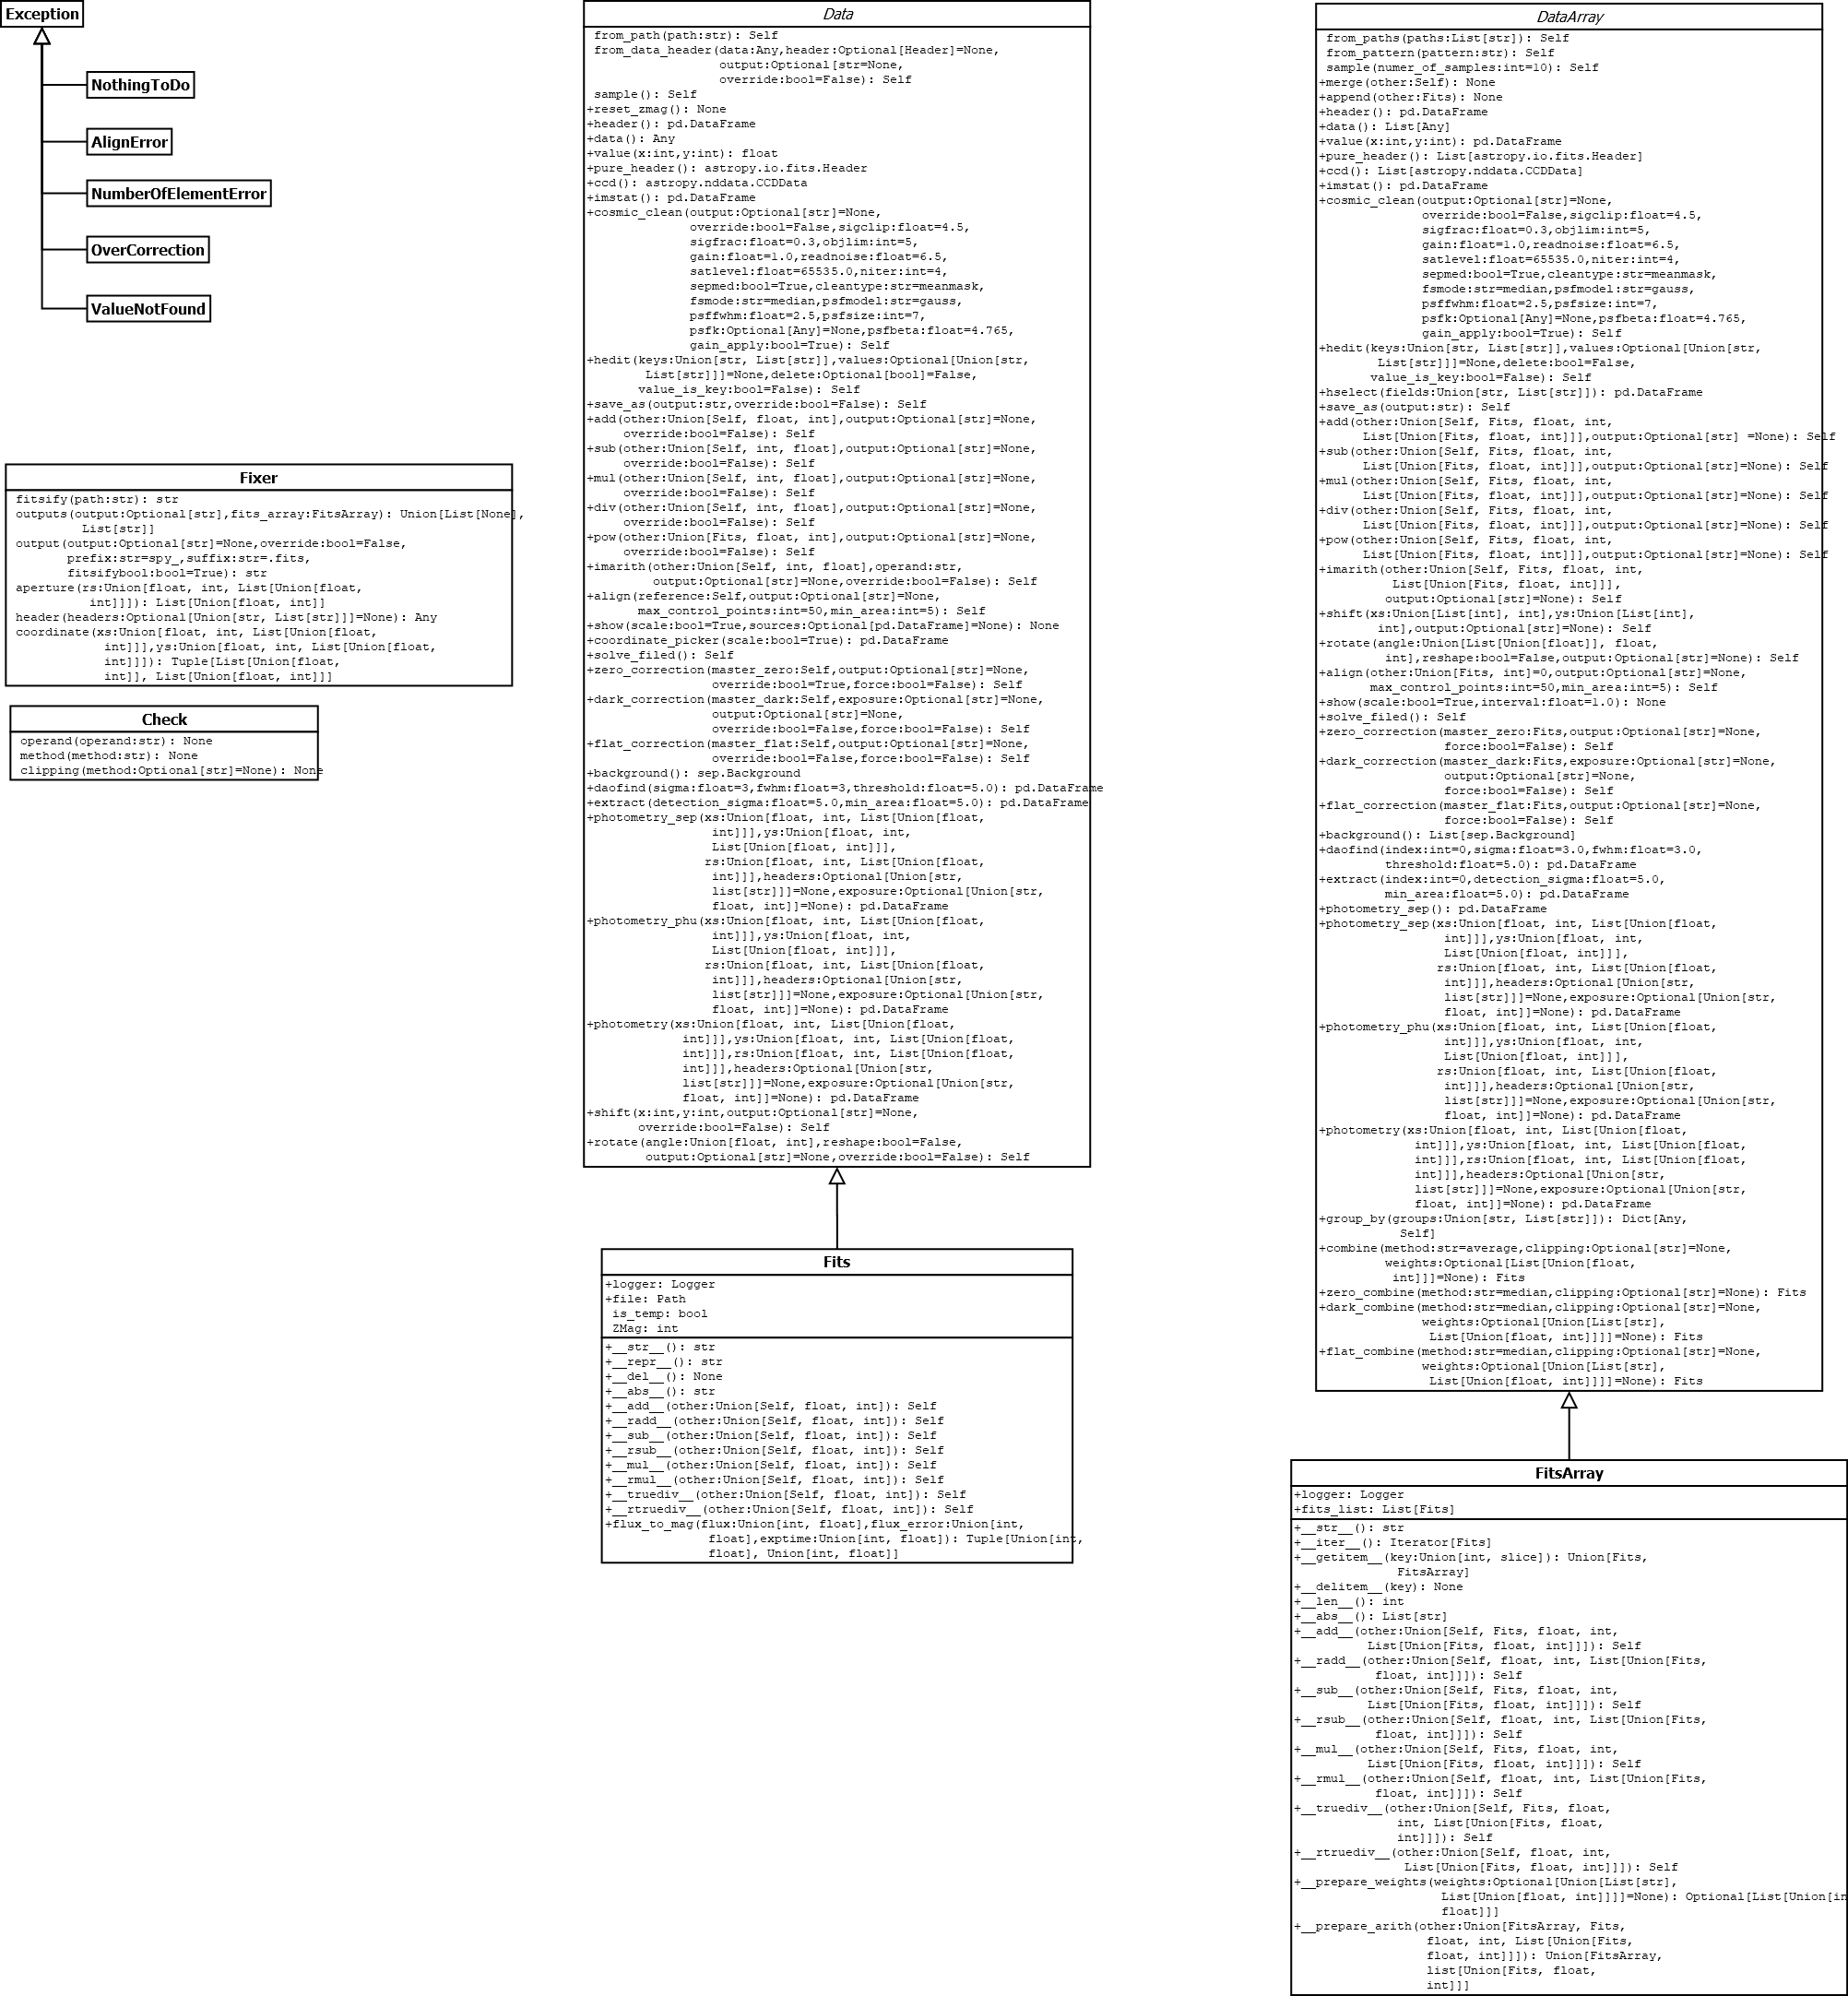 Exception
NothingToDo
AlignError
NumberOfElementError
OverCorrection
ValueNotFound
Fixer
fitsify(path:str): str
outputs(output:Optional[str],fits_array:FitsArray): Union[List[None],
List[str]]
output(output:Optional[str]=None,override:bool=False,
prefix:str=spy_,suffix:str=.fits,
fitsifybool:bool=True): str
aperture(rs:Union[float, int, List[Union[float,
int]]]): List[Union[float, int]]
header(headers:Optional[Union[str, List[str]]]=None): Any
coordinate(xs:Union[float, int, List[Union[float,
int]]],ys:Union[float, int, List[Union[float,
int]]]): Tuple[List[Union[float,
int]], List[Union[float, int]]]
Check
operand(operand:str): None
method(method:str): None
clipping(method:Optional[str]=None): None
Data
from_path(path:str): Self
from_data_header(data:Any,header:Optional[Header]=None,
output:Optional[str=None,
override:bool=False): Self
sample(): Self
+reset_zmag(): None
+header(): pd.DataFrame
+data(): Any
+value(x:int,y:int): float
+pure_header(): astropy.io.fits.Header
+ccd(): astropy.nddata.CCDData
+imstat(): pd.DataFrame
+cosmic_clean(output:Optional[str]=None,
override:bool=False,sigclip:float=4.5,
sigfrac:float=0.3,objlim:int=5,
gain:float=1.0,readnoise:float=6.5,
satlevel:float=65535.0,niter:int=4,
sepmed:bool=True,cleantype:str=meanmask,
fsmode:str=median,psfmodel:str=gauss,
psffwhm:float=2.5,psfsize:int=7,
psfk:Optional[Any]=None,psfbeta:float=4.765,
gain_apply:bool=True): Self
+hedit(keys:Union[str, List[str]],values:Optional[Union[str,
List[str]]]=None,delete:Optional[bool]=False,
value_is_key:bool=False): Self
+save_as(output:str,override:bool=False): Self
+add(other:Union[Self, float, int],output:Optional[str]=None,
override:bool=False): Self
+sub(other:Union[Self, int, float],output:Optional[str]=None,
override:bool=False): Self
+mul(other:Union[Self, int, float],output:Optional[str]=None,
override:bool=False): Self
+div(other:Union[Self, int, float],output:Optional[str]=None,
override:bool=False): Self
+pow(other:Union[Fits, float, int],output:Optional[str]=None,
override:bool=False): Self
+imarith(other:Union[Self, int, float],operand:str,
output:Optional[str]=None,override:bool=False): Self
+align(reference:Self,output:Optional[str]=None,
max_control_points:int=50,min_area:int=5): Self
+show(scale:bool=True,sources:Optional[pd.DataFrame]=None): None
+coordinate_picker(scale:bool=True): pd.DataFrame
+solve_filed(): Self
+zero_correction(master_zero:Self,output:Optional[str]=None,
override:bool=True,force:bool=False): Self
+dark_correction(master_dark:Self,exposure:Optional[str]=None,
output:Optional[str]=None,
override:bool=False,force:bool=False): Self
+flat_correction(master_flat:Self,output:Optional[str]=None,
override:bool=False,force:bool=False): Self
+background(): sep.Background
+daofind(sigma:float=3,fwhm:float=3,threshold:float=5.0): pd.DataFrame
+extract(detection_sigma:float=5.0,min_area:float=5.0): pd.DataFrame
+photometry_sep(xs:Union[float, int, List[Union[float,
int]]],ys:Union[float, int,
List[Union[float, int]]],
rs:Union[float, int, List[Union[float,
int]]],headers:Optional[Union[str,
list[str]]]=None,exposure:Optional[Union[str,
float, int]]=None): pd.DataFrame
+photometry_phu(xs:Union[float, int, List[Union[float,
int]]],ys:Union[float, int,
List[Union[float, int]]],
rs:Union[float, int, List[Union[float,
int]]],headers:Optional[Union[str,
list[str]]]=None,exposure:Optional[Union[str,
float, int]]=None): pd.DataFrame
+photometry(xs:Union[float, int, List[Union[float,
int]]],ys:Union[float, int, List[Union[float,
int]]],rs:Union[float, int, List[Union[float,
int]]],headers:Optional[Union[str,
list[str]]]=None,exposure:Optional[Union[str,
float, int]]=None): pd.DataFrame
+shift(x:int,y:int,output:Optional[str]=None,
override:bool=False): Self
+rotate(angle:Union[float, int],reshape:bool=False,
output:Optional[str]=None,override:bool=False): Self
Fits
+logger: Logger
+file: Path
is_temp: bool
ZMag: int
+__str__(): str
+__repr__(): str
+__del__(): None
+__abs__(): str
+__add__(other:Union[Self, float, int]): Self
+__radd__(other:Union[Self, float, int]): Self
+__sub__(other:Union[Self, float, int]): Self
+__rsub__(other:Union[Self, float, int]): Self
+__mul__(other:Union[Self, float, int]): Self
+__rmul__(other:Union[Self, float, int]): Self
+__truediv__(other:Union[Self, float, int]): Self
+__rtruediv__(other:Union[Self, float, int]): Self
+flux_to_mag(flux:Union[int, float],flux_error:Union[int,
float],exptime:Union[int, float]): Tuple[Union[int,
float], Union[int, float]]
DataArray
from_paths(paths:List[str]): Self
from_pattern(pattern:str): Self
sample(numer_of_samples:int=10): Self
+merge(other:Self): None
+append(other:Fits): None
+header(): pd.DataFrame
+data(): List[Any]
+value(x:int,y:int): pd.DataFrame
+pure_header(): List[astropy.io.fits.Header]
+ccd(): List[astropy.nddata.CCDData]
+imstat(): pd.DataFrame
+cosmic_clean(output:Optional[str]=None,
override:bool=False,sigclip:float=4.5,
sigfrac:float=0.3,objlim:int=5,
gain:float=1.0,readnoise:float=6.5,
satlevel:float=65535.0,niter:int=4,
sepmed:bool=True,cleantype:str=meanmask,
fsmode:str=median,psfmodel:str=gauss,
psffwhm:float=2.5,psfsize:int=7,
psfk:Optional[Any]=None,psfbeta:float=4.765,
gain_apply:bool=True): Self
+hedit(keys:Union[str, List[str]],values:Optional[Union[str,
List[str]]]=None,delete:bool=False,
value_is_key:bool=False): Self
+hselect(fields:Union[str, List[str]]): pd.DataFrame
+save_as(output:str): Self
+add(other:Union[Self, Fits, float, int,
List[Union[Fits, float, int]]],output:Optional[str] =None): Self
+sub(other:Union[Self, Fits, float, int,
List[Union[Fits, float, int]]],output:Optional[str]=None): Self
+mul(other:Union[Self, Fits, float, int,
List[Union[Fits, float, int]]],output:Optional[str]=None): Self
+div(other:Union[Self, Fits, float, int,
List[Union[Fits, float, int]]],output:Optional[str]=None): Self
+pow(other:Union[Self, Fits, float, int,
List[Union[Fits, float, int]]],output:Optional[str]=None): Self
+imarith(other:Union[Self, Fits, float, int,
List[Union[Fits, float, int]]],
output:Optional[str]=None): Self
+shift(xs:Union[List[int], int],ys:Union[List[int],
int],output:Optional[str]=None): Self
+rotate(angle:Union[List[Union[float]], float,
int],reshape:bool=False,output:Optional[str]=None): Self
+align(other:Union[Fits, int]=0,output:Optional[str]=None,
max_control_points:int=50,min_area:int=5): Self
+show(scale:bool=True,interval:float=1.0): None
+solve_filed(): Self
+zero_correction(master_zero:Fits,output:Optional[str]=None,
force:bool=False): Self
+dark_correction(master_dark:Fits,exposure:Optional[str]=None,
output:Optional[str]=None,
force:bool=False): Self
+flat_correction(master_flat:Fits,output:Optional[str]=None,
force:bool=False): Self
+background(): List[sep.Background]
+daofind(index:int=0,sigma:float=3.0,fwhm:float=3.0,
threshold:float=5.0): pd.DataFrame
+extract(index:int=0,detection_sigma:float=5.0,
min_area:float=5.0): pd.DataFrame
+photometry_sep(): pd.DataFrame
+photometry_sep(xs:Union[float, int, List[Union[float,
int]]],ys:Union[float, int,
List[Union[float, int]]],
rs:Union[float, int, List[Union[float,
int]]],headers:Optional[Union[str,
list[str]]]=None,exposure:Optional[Union[str,
float, int]]=None): pd.DataFrame
+photometry_phu(xs:Union[float, int, List[Union[float,
int]]],ys:Union[float, int,
List[Union[float, int]]],
rs:Union[float, int, List[Union[float,
int]]],headers:Optional[Union[str,
list[str]]]=None,exposure:Optional[Union[str,
float, int]]=None): pd.DataFrame
+photometry(xs:Union[float, int, List[Union[float,
int]]],ys:Union[float, int, List[Union[float,
int]]],rs:Union[float, int, List[Union[float,
int]]],headers:Optional[Union[str,
list[str]]]=None,exposure:Optional[Union[str,
float, int]]=None): pd.DataFrame
+group_by(groups:Union[str, List[str]]): Dict[Any,
Self]
+combine(method:str=average,clipping:Optional[str]=None,
weights:Optional[List[Union[float,
int]]]=None): Fits
+zero_combine(method:str=median,clipping:Optional[str]=None): Fits
+dark_combine(method:str=median,clipping:Optional[str]=None,
weights:Optional[Union[List[str],
List[Union[float, int]]]]=None): Fits
+flat_combine(method:str=median,clipping:Optional[str]=None,
weights:Optional[Union[List[str],
List[Union[float, int]]]]=None): Fits
FitsArray
+logger: Logger
+fits_list: List[Fits]
+__str__(): str
+__iter__(): Iterator[Fits]
+__getitem__(key:Union[int, slice]): Union[Fits,
FitsArray]
+__delitem__(key): None
+__len__(): int
+__abs__(): List[str]
+__add__(other:Union[Self, Fits, float, int,
List[Union[Fits, float, int]]]): Self
+__radd__(other:Union[Self, float, int, List[Union[Fits,
float, int]]]): Self
+__sub__(other:Union[Self, Fits, float, int,
List[Union[Fits, float, int]]]): Self
+__rsub__(other:Union[Self, float, int, List[Union[Fits,
float, int]]]): Self
+__mul__(other:Union[Self, Fits, float, int,
List[Union[Fits, float, int]]]): Self
+__rmul__(other:Union[Self, float, int, List[Union[Fits,
float, int]]]): Self
+__truediv__(other:Union[Self, Fits, float,
int, List[Union[Fits, float,
int]]]): Self
+__rtruediv__(other:Union[Self, float, int,
List[Union[Fits, float, int]]]): Self
+__prepare_weights(weights:Optional[Union[List[str],
List[Union[float, int]]]]=None): Optional[List[Union[in
float]]]
+__prepare_arith(other:Union[FitsArray, Fits,
float, int, List[Union[Fits,
float, int]]]): Union[FitsArray,
list[Union[Fits, float,
int]]]